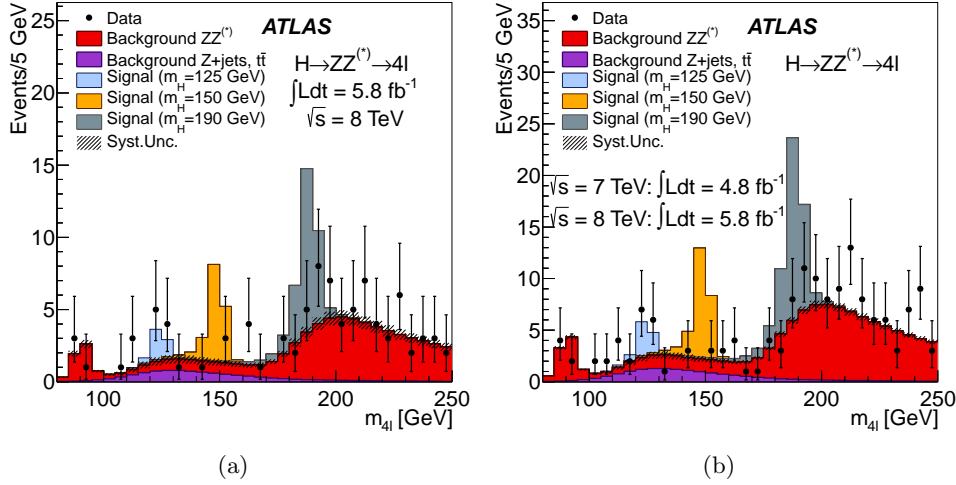 Events/5 GeV
25
20
15
10
5
0
Data
Background ZZ(*)
Background Z+jets, tt̄
Signal (mH=125 GeV)
Signal (mH=150 GeV)
Signal (mH=190 GeV)
Syst.Unc.
ATLAS
H→ZZ(*)→4l
∫Ldt = 5.8 fb-1
√s = 8 TeV
100 150 200 250
m4l [GeV]
(a)
Events/5 GeV
35
30
25
20
15
10
5
0
Data
Background ZZ(*)
Background Z+jets, tt̄
Signal (mH=125 GeV)
Signal (mH=150 GeV)
Signal (mH=190 GeV)
Syst.Unc.
ATLAS
H→ZZ(*)→4l
√s = 7 TeV: ∫Ldt = 4.8 fb-1
√s = 8 TeV: ∫Ldt = 5.8 fb-1
100 150 200 250
m4l [GeV]
(b)